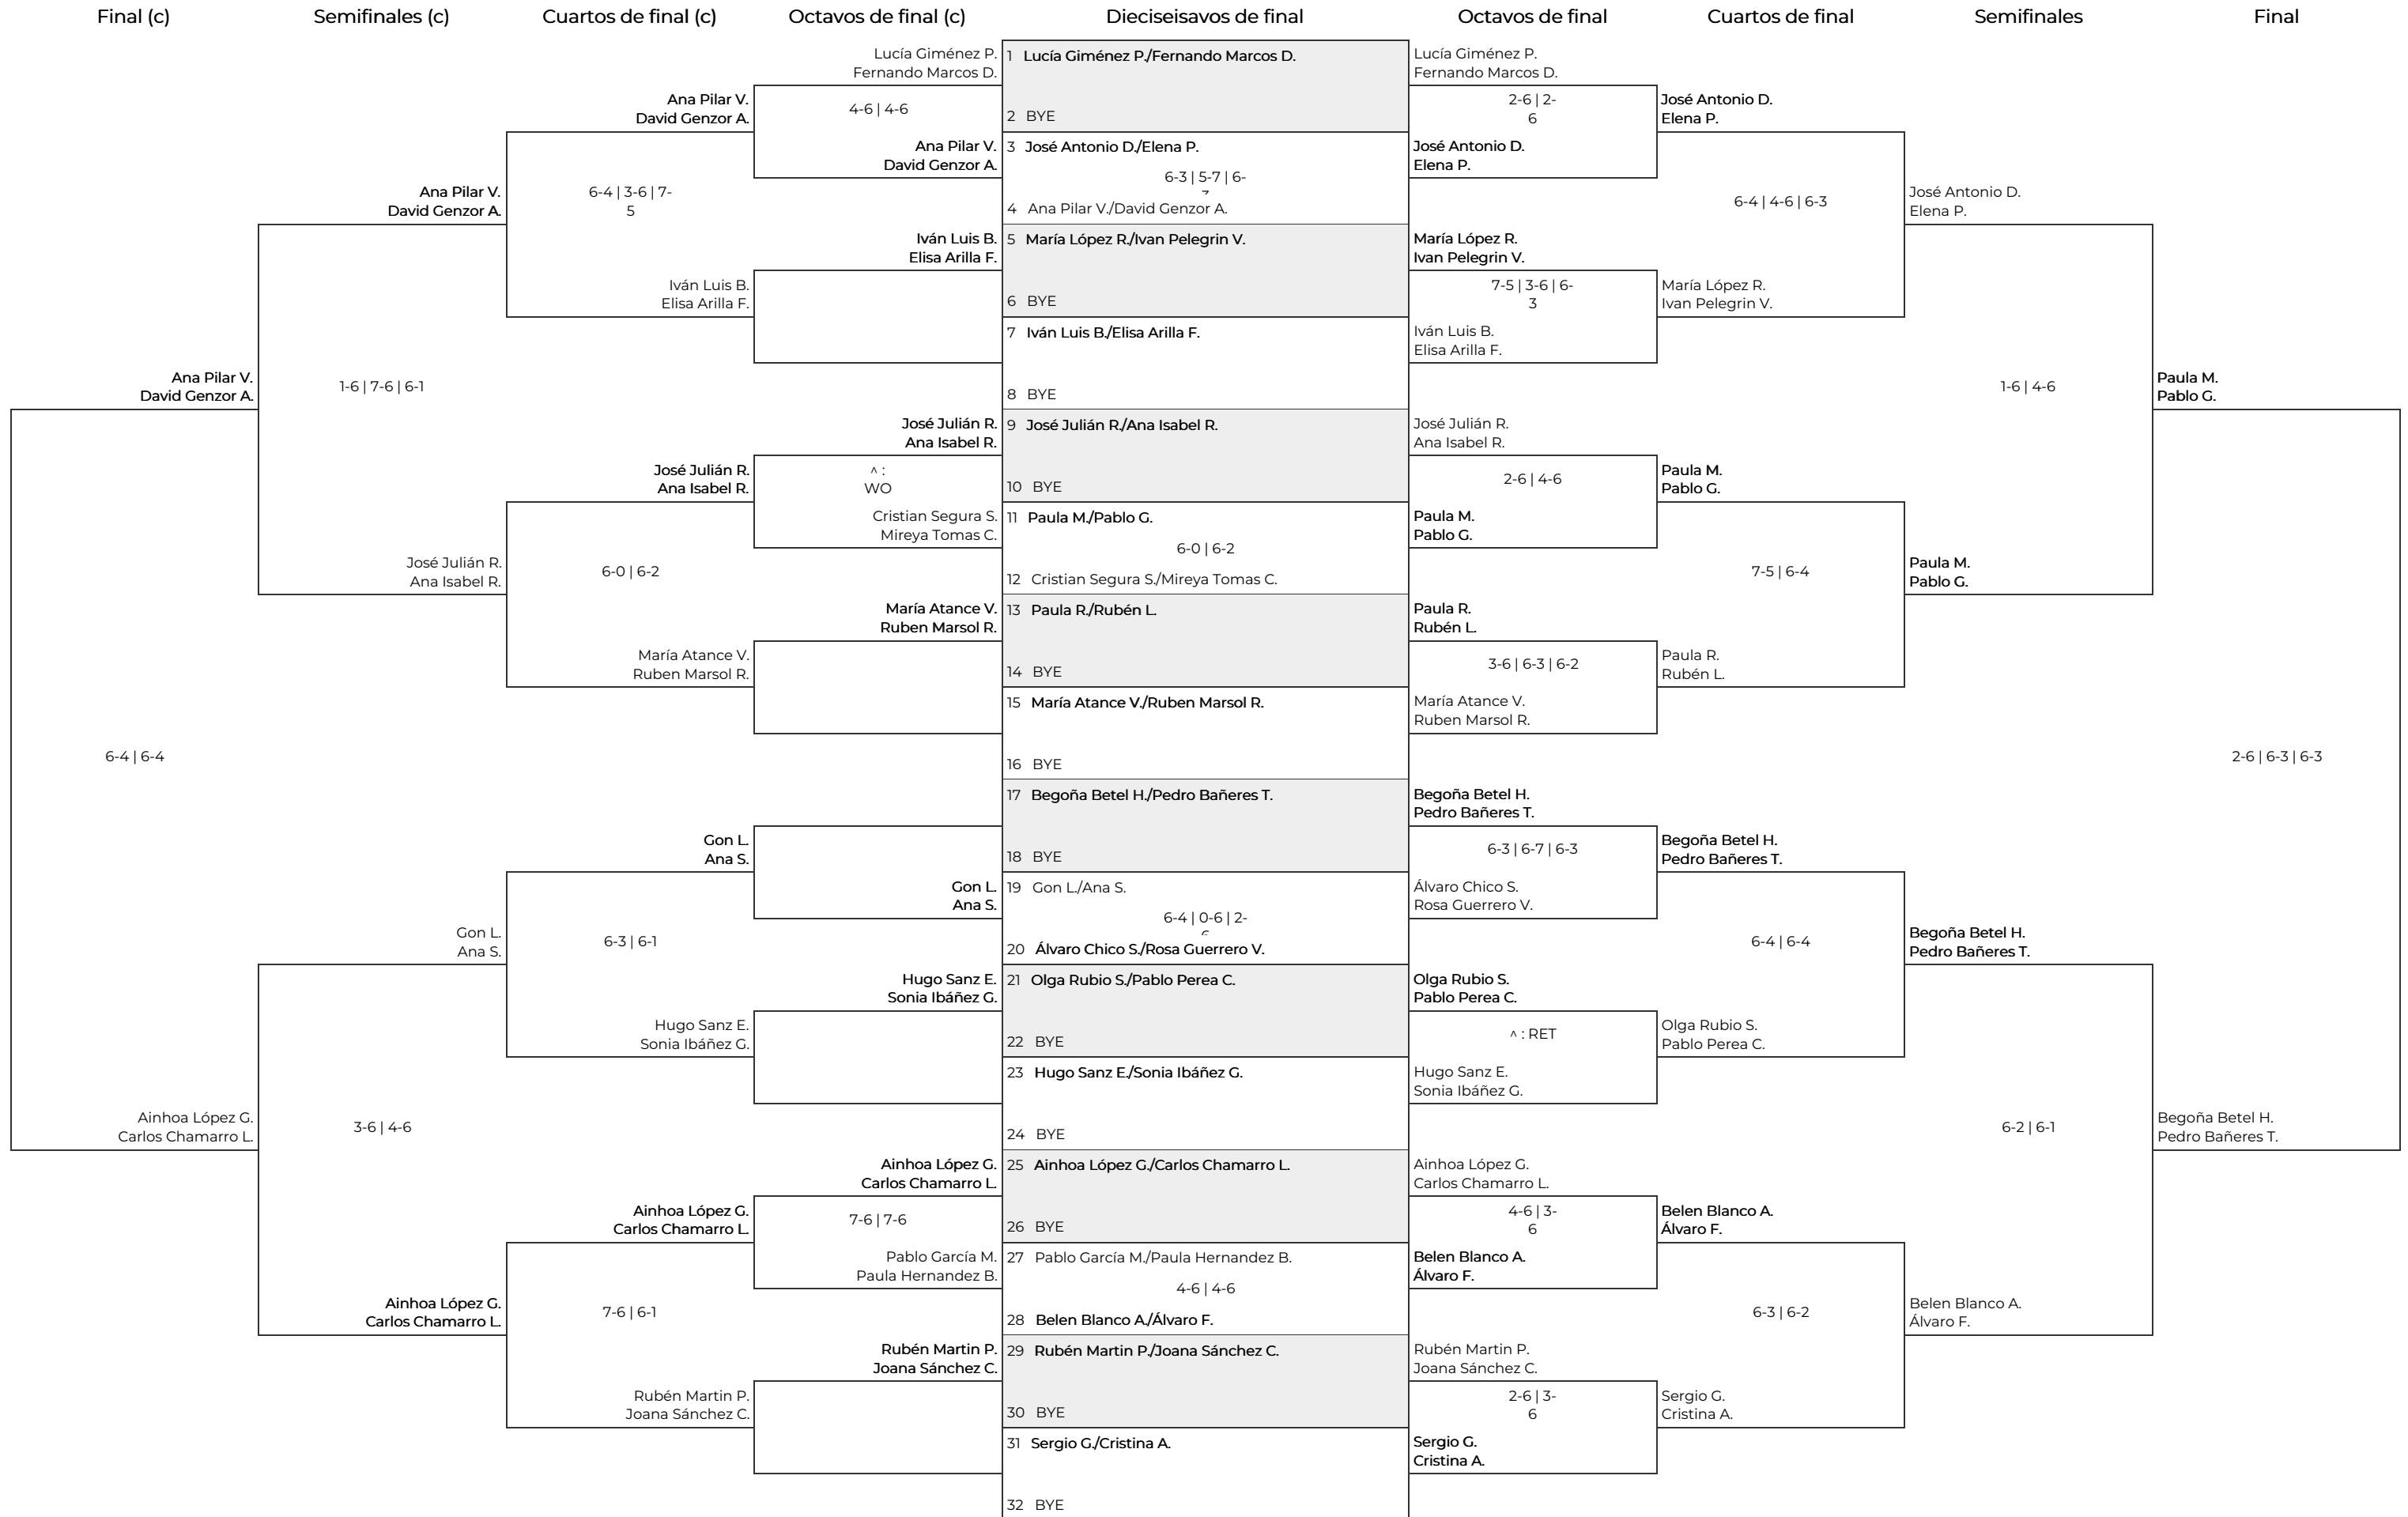 Final (c)
Semifinales (c)
Cuartos de final (c)
Octavos de final (c)
Dieciseisavos de final
Octavos de final
Cuartos de final
Semifinales
Final
Ana Pilar V.
David Genzor A.
6-4 | 6-4
Ainhoa López G.
Carlos Chamarro L.
Ana Pilar V.
David Genzor A.
1-6 | 7-6 | 6-1
José Julián R.
Ana Isabel R.
Gon L.
Ana S.
3-6 | 4-6
Ainhoa López G.
Carlos Chamarro L.
Ana Pilar V.
David Genzor A.
6-4 | 3-6 | 7-
5
Iván Luis B.
Elisa Arilla F.
José Julián R.
Ana Isabel R.
6-0 | 6-2
María Atance V.
Ruben Marsol R.
Gon L.
Ana S.
6-3 | 6-1
Hugo Sanz E.
Sonia Ibáñez G.
Ainhoa López G.
Carlos Chamarro L.
7-6 | 6-1
Rubén Martin P.
Joana Sánchez C.
Lucía Giménez P.
Fernando Marcos D.
4-6 | 4-6
Ana Pilar V.
David Genzor A.
Iván Luis B.
Elisa Arilla F.
José Julián R.
Ana Isabel R.
^ :
WO
Cristian Segura S.
Mireya Tomas C.
María Atance V.
Ruben Marsol R.
Gon L.
Ana S.
Hugo Sanz E.
Sonia Ibáñez G.
Ainhoa López G.
Carlos Chamarro L.
7-6 | 7-6
Pablo García M.
Paula Hernandez B.
Rubén Martin P.
Joana Sánchez C.
1 Lucía Giménez P./Fernando Marcos D.
2 BYE
3 José Antonio D./Elena P.
6-3 | 5-7 | 6-
4 Ana Pilar V./David Genzor A.
5 María López R./Ivan Pelegrin V.
6 BYE
7 Iván Luis B./Elisa Arilla F.
8 BYE
9 José Julián R./Ana Isabel R.
10 BYE
11 Paula M./Pablo G.
6-0 | 6-2
12 Cristian Segura S./Mireya Tomas C.
13 Paula R./Rubén L.
14 BYE
15 María Atance V./Ruben Marsol R.
16 BYE
17 Begoña Betel H./Pedro Bañeres T.
18 BYE
19 Gon L./Ana S.
6-4 | 0-6 | 2-
20 Álvaro Chico S./Rosa Guerrero V.
21 Olga Rubio S./Pablo Perea C.
22 BYE
23 Hugo Sanz E./Sonia Ibáñez G.
24 BYE
25 Ainhoa López G./Carlos Chamarro L.
26 BYE
27 Pablo García M./Paula Hernandez B.
4-6 | 4-6
28 Belen Blanco A./Álvaro F.
29 Rubén Martin P./Joana Sánchez C.
30 BYE
31 Sergio G./Cristina A.
32 BYE
Lucía Giménez P.
Fernando Marcos D.
2-6 | 2-
6
José Antonio D.
Elena P.
María López R.
Ivan Pelegrin V.
7-5 | 3-6 | 6-
3
Iván Luis B.
Elisa Arilla F.
José Julián R.
Ana Isabel R.
2-6 | 4-6
Paula M.
Pablo G.
Paula R.
Rubén L.
3-6 | 6-3 | 6-2
María Atance V.
Ruben Marsol R.
Begoña Betel H.
Pedro Bañeres T.
6-3 | 6-7 | 6-3
Álvaro Chico S.
Rosa Guerrero V.
Olga Rubio S.
Pablo Perea C.
^ : RET
Hugo Sanz E.
Sonia Ibáñez G.
Ainhoa López G.
Carlos Chamarro L.
4-6 | 3-
6
Belen Blanco A.
Álvaro F.
Rubén Martin P.
Joana Sánchez C.
2-6 | 3-
6
Sergio G.
Cristina A.
José Antonio D.
Elena P.
6-4 | 4-6 | 6-3
María López R.
Ivan Pelegrin V.
Paula M.
Pablo G.
7-5 | 6-4
Paula R.
Rubén L.
Begoña Betel H.
Pedro Bañeres T.
6-4 | 6-4
Olga Rubio S.
Pablo Perea C.
Belen Blanco A.
Álvaro F.
6-3 | 6-2
Sergio G.
Cristina A.
José Antonio D.
Elena P.
1-6 | 4-6
Paula M.
Pablo G.
Begoña Betel H.
Pedro Bañeres T.
6-2 | 6-1
Belen Blanco A.
Álvaro F.
Paula M.
Pablo G.
2-6 | 6-3 | 6-3
Begoña Betel H.
Pedro Bañeres T.